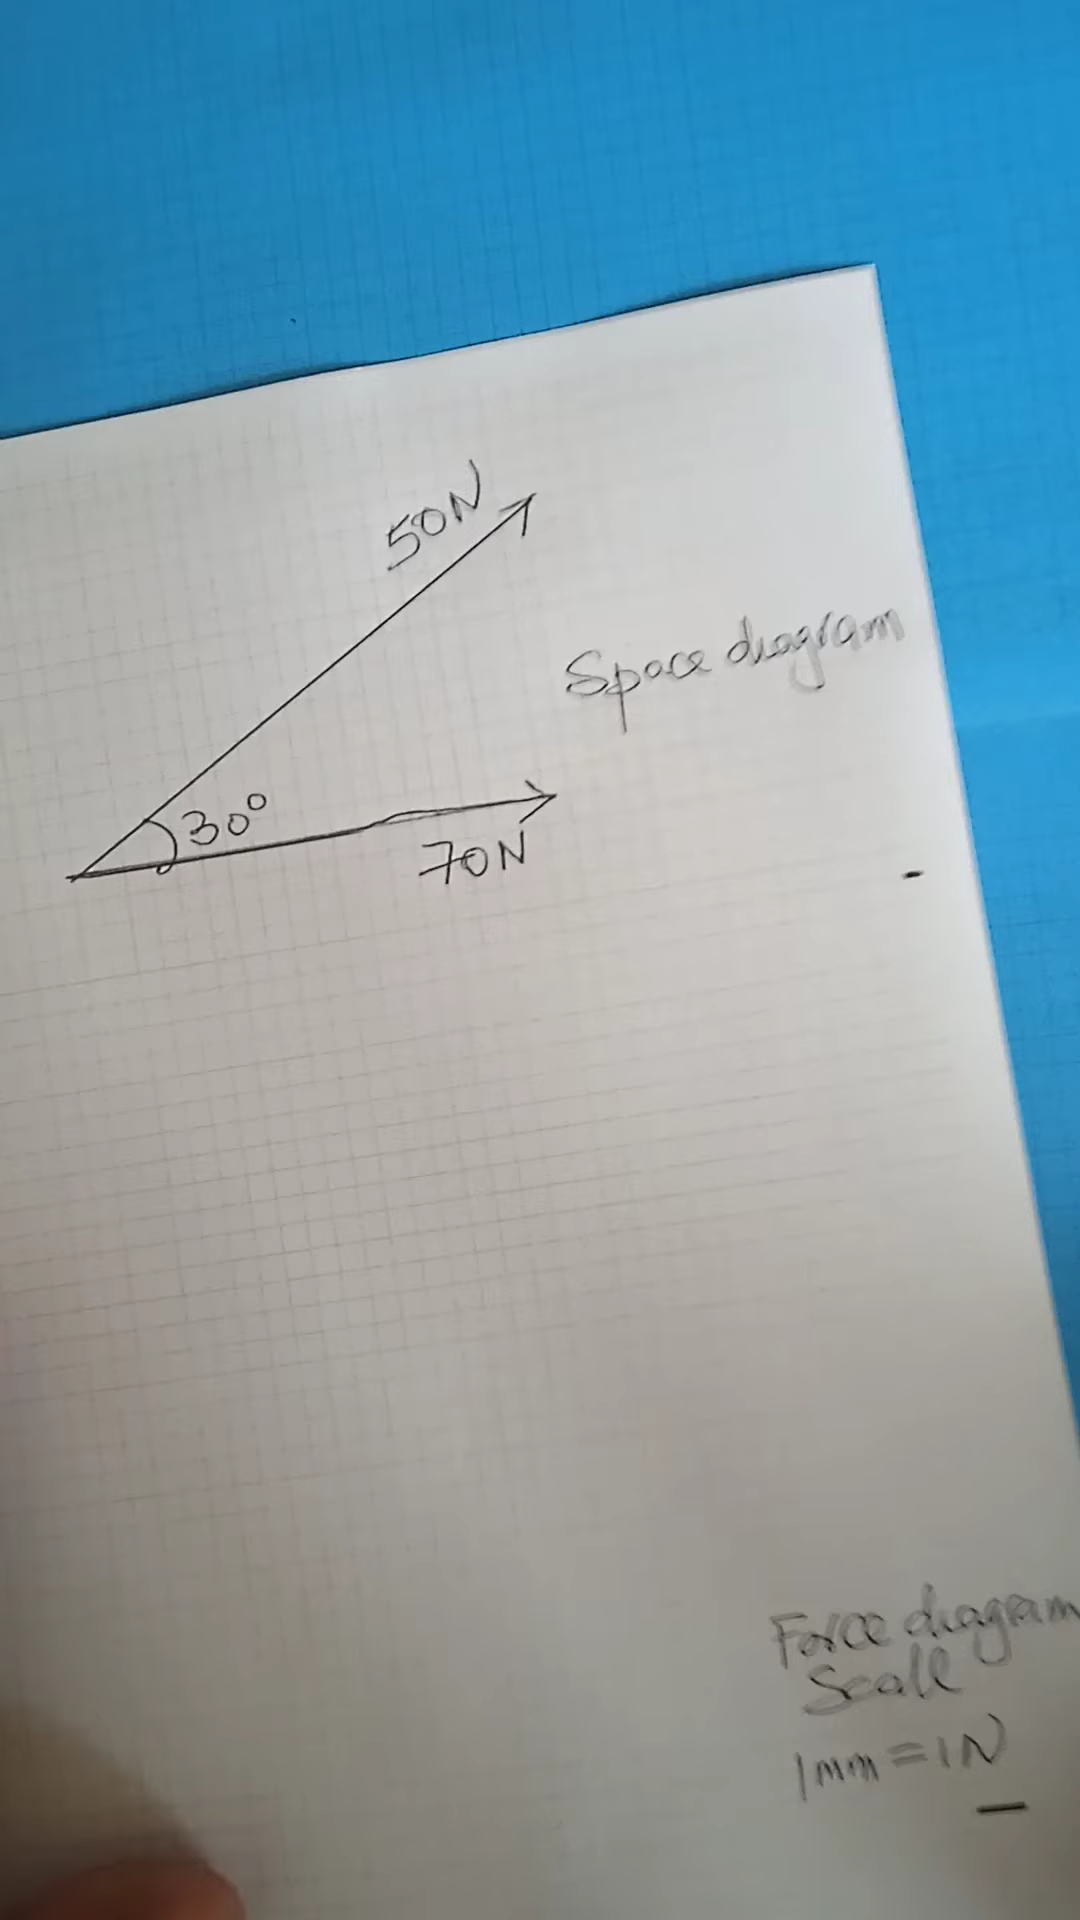 50N
Space diagram
30°
70N
Force diagram
Scale
1mm = 1N